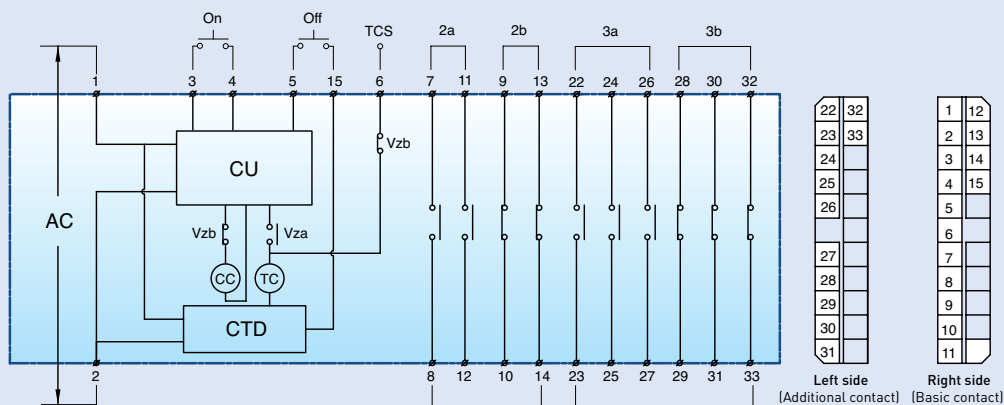 On Off TCS 2a 2b 3a 3b
1 3 4 5 15 6 7 11 9 13 22 24 26 28 30 32
Vzb
CU
AC
Vzb Vza
CC TC
CTD
2 8 12 10 14 23 25 27 29 31 33
22 32
23 33
24
25
26
27
28
29
30
31
Left side
(Additional contact)
1 12
2 13
3 14
4 15
5
6
7
8
9
10
11
Right side
(Basic contact)